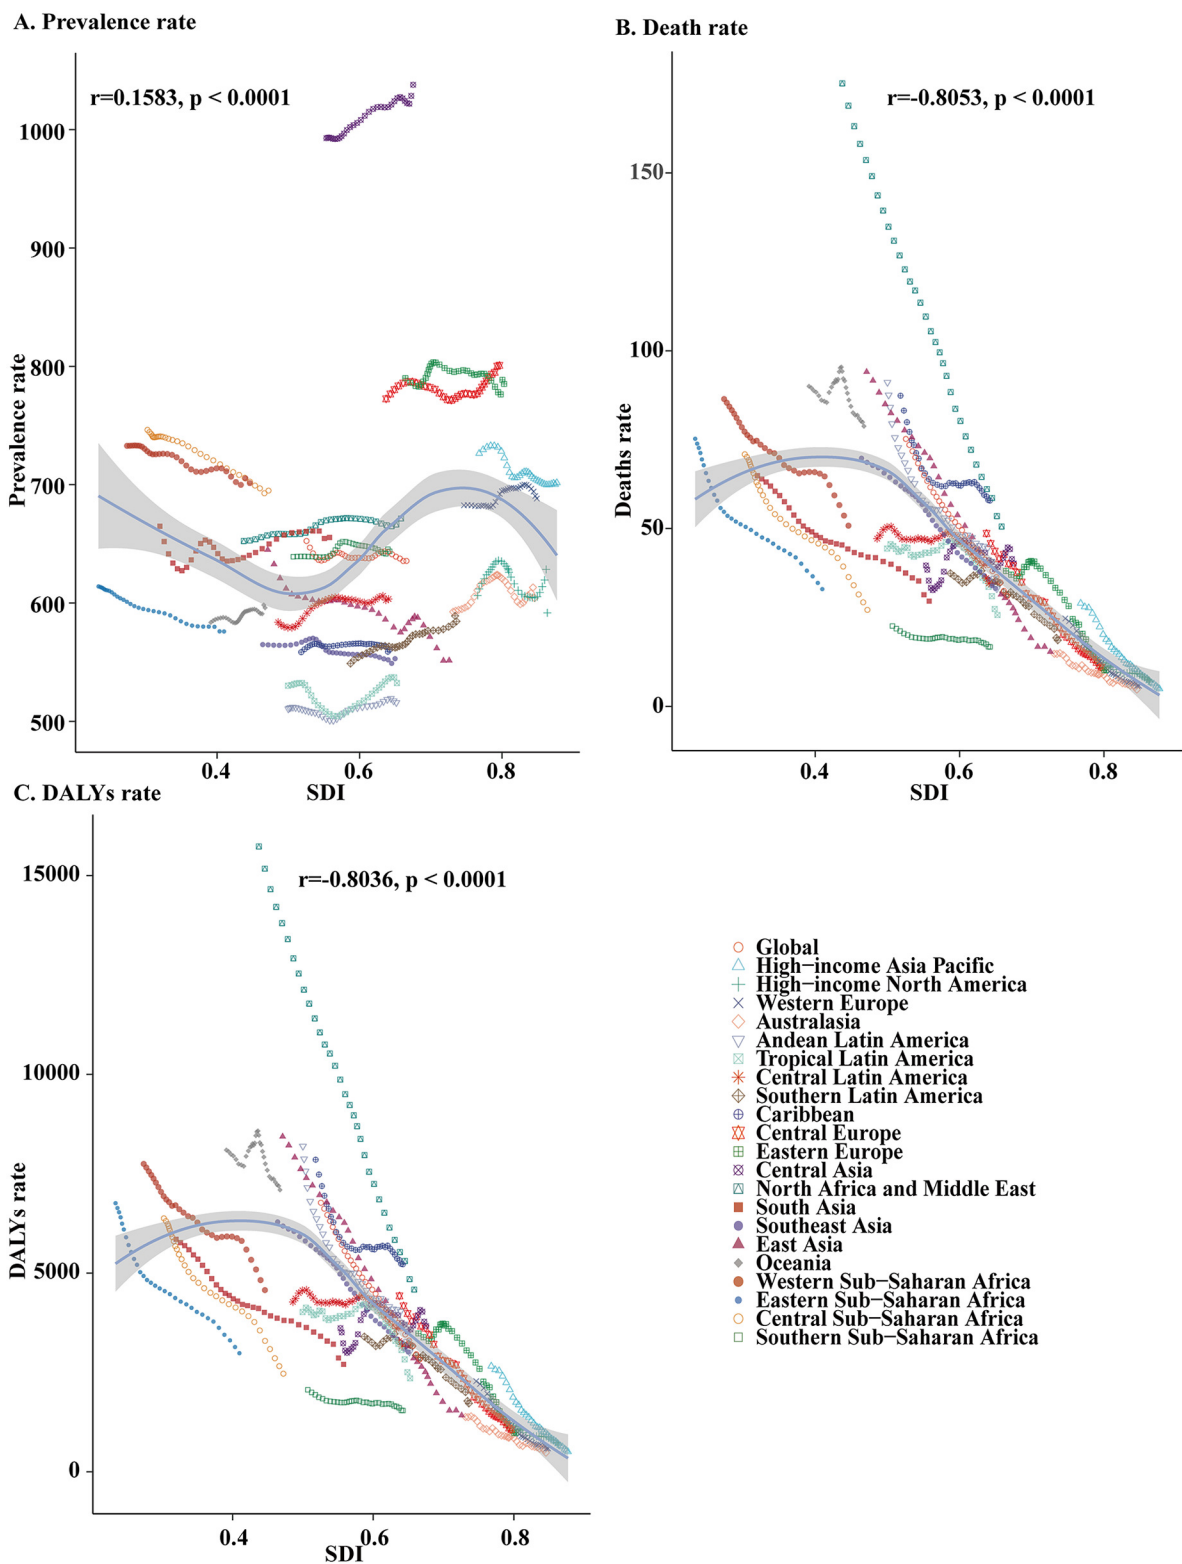 A. Prevalence rate
r=0.1583, p < 0.0001
Prevalence rate
1000
900
800
700
600
500
0.4
0.6
0.8
SDI
B. Death rate
r=-0.8053, p < 0.0001
Deaths rate
150
100
50
0
0.4
0.6
0.8
SDI
C. DALYs rate
r=-0.8036, p < 0.0001
DALYs rate
15000
10000
5000
0
0.4
0.6
0.8
SDI
Global
High−income Asia Pacific
High−income North America
Western Europe
Australasia
Andean Latin America
Tropical Latin America
Central Latin America
Southern Latin America
Caribbean
Central Europe
Eastern Europe
Central Asia
North Africa and Middle East
South Asia
Southeast Asia
East Asia
Oceania
Western Sub−Saharan Africa
Eastern Sub−Saharan Africa
Central Sub−Saharan Africa
Southern Sub−Saharan Africa